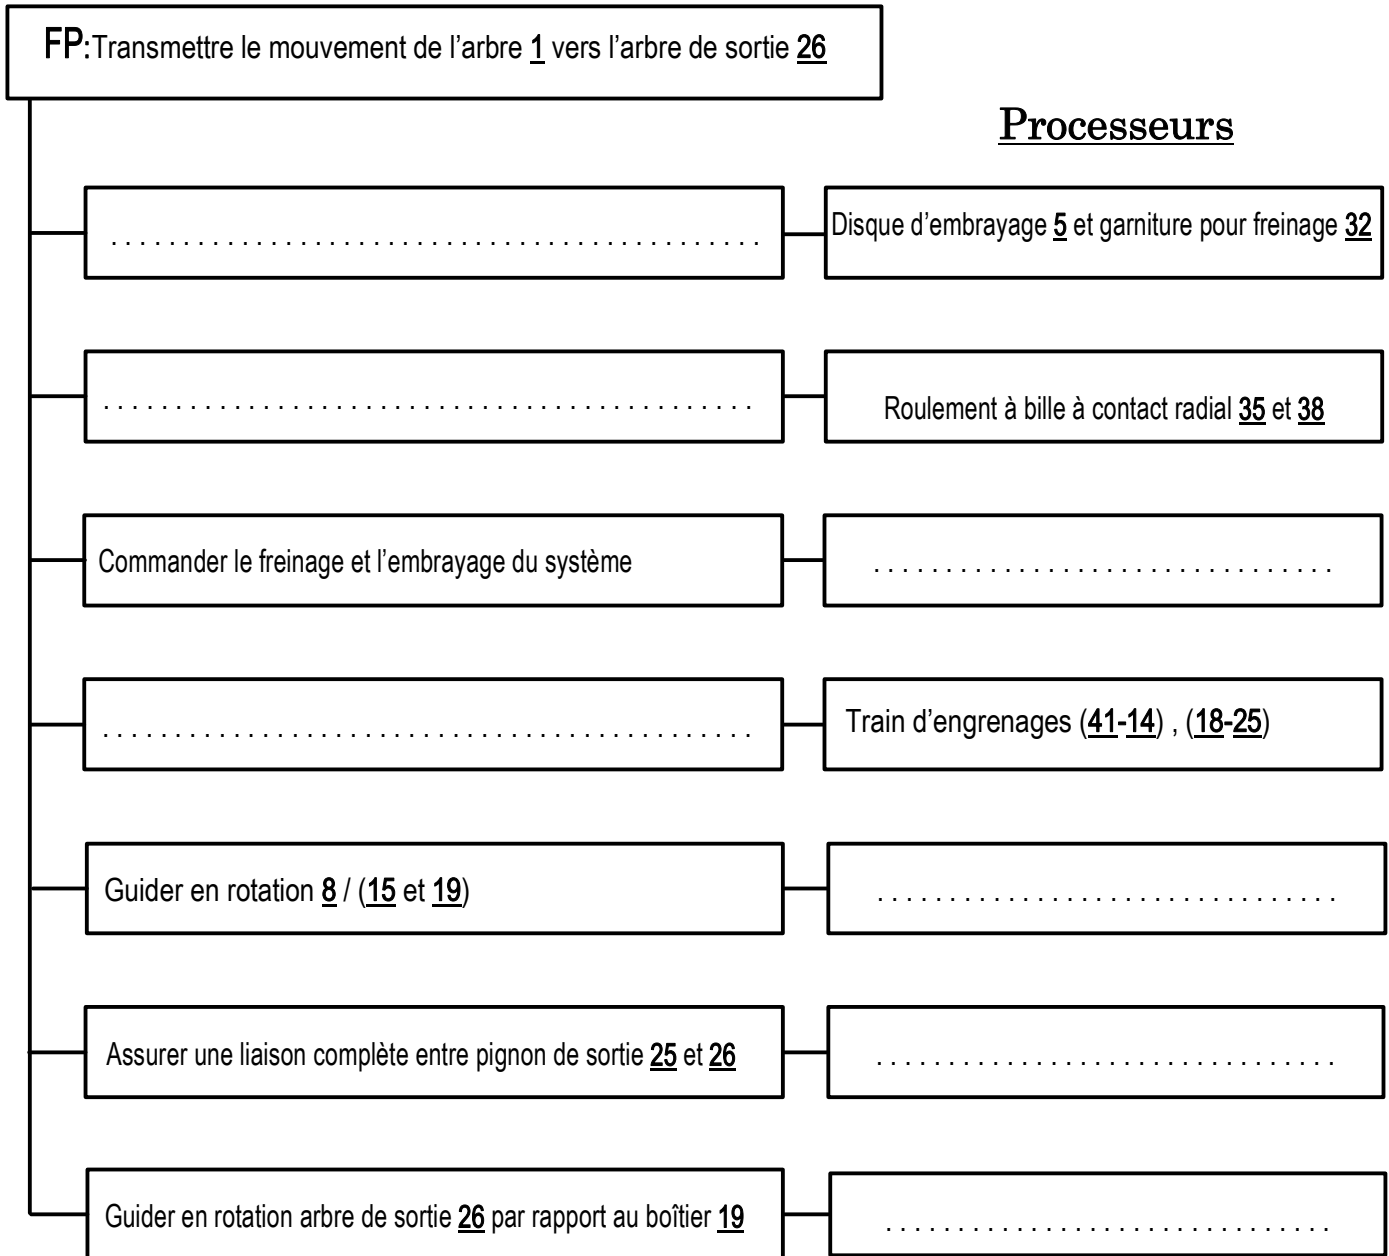 FP:Transmettre le mouvement de l’arbre 1 vers l’arbre de sortie 26
Processeurs
. . . . . . . . . . . . . . . . . . . . . . . . . . . . . . . . . . . . . . . . . . . . . .
Disque d’embrayage 5 et garniture pour freinage 32
. . . . . . . . . . . . . . . . . . . . . . . . . . . . . . . . . . . . . . . . . . . . . .
Roulement à bille à contact radial 35 et 38
Commander le freinage et l’embrayage du système
. . . . . . . . . . . . . . . . . . . . . . . . . . . . . . . .
. . . . . . . . . . . . . . . . . . . . . . . . . . . . . . . . . . . . . . . . . . . . . .
Train d’engrenages (41-14) , (18-25)
Guider en rotation 8 / (15 et 19)
. . . . . . . . . . . . . . . . . . . . . . . . . . . . . . . .
Assurer une liaison complète entre pignon de sortie 25 et 26
. . . . . . . . . . . . . . . . . . . . . . . . . . . . . . . .
Guider en rotation arbre de sortie 26 par rapport au boîtier 19
. . . . . . . . . . . . . . . . . . . . . . . . . . . . . . .